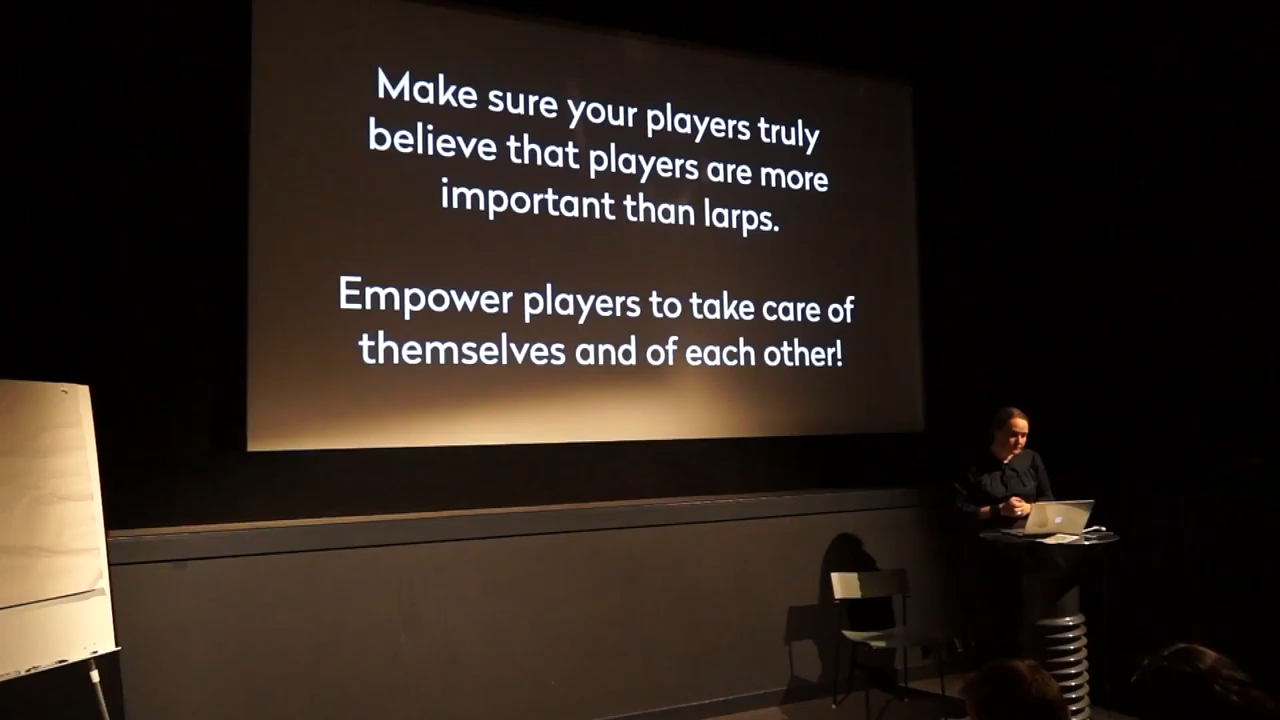 Make sure your players truly
believe that players are more
important than larps.
Empower players to take care of
themselves and of each other!